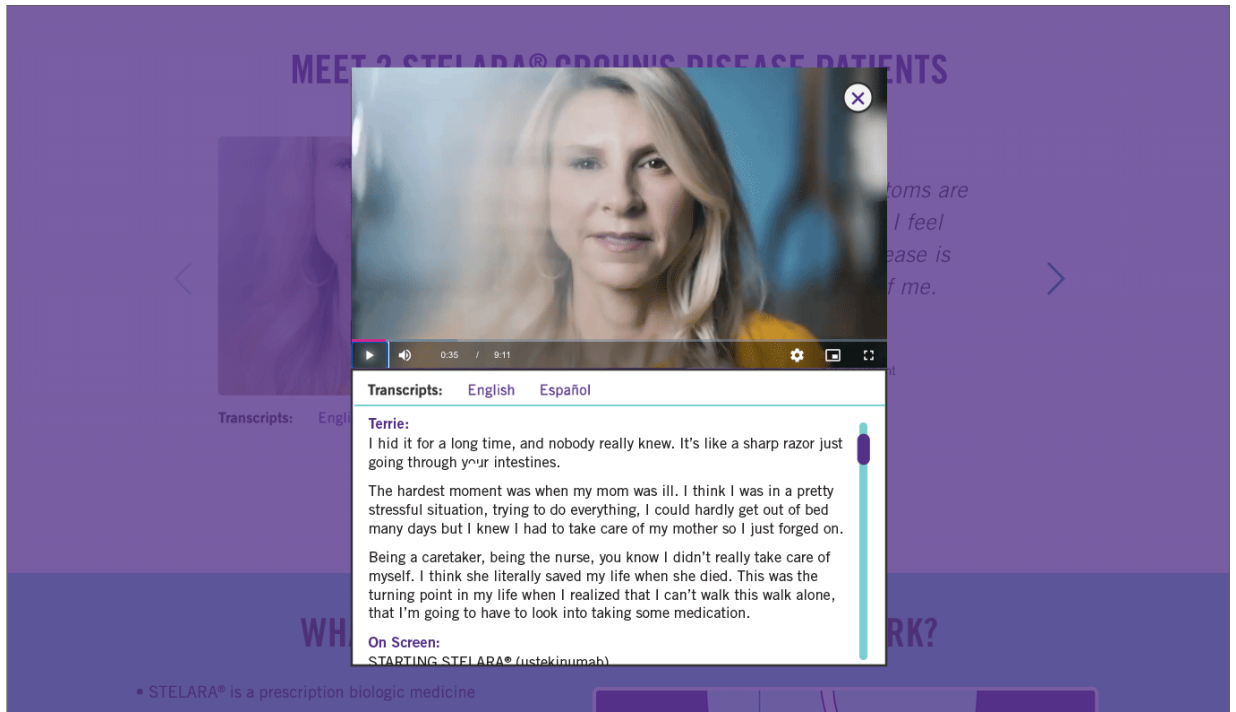 MEET STELARA® CROHN'S DISEASE PATIENTS
toms are
I feel
ease is
f me.
0:35 / 9:11
Transcripts: English Español
Transcripts: Engli
Terrie:
I hid it for a long time, and nobody really knew. It's like a sharp razor just
going through your intestines.
The hardest moment was when my mom was ill. I think I was in a pretty
stressful situation, trying to do everything, I could hardly get out of bed
many days but I knew I had to take care of my mother so I just forged on.
Being a caretaker, being the nurse, you know I didn't really take care of
myself. I think she literally saved my life when she died. This was the
turning point in my life when I realized that I can't walk this walk alone,
that I'm going to have to look into taking some medication.
On Screen:
STARTING STELARA® (ustekinumab)
WH RK?
• STELARA® is a prescription biologic medicine